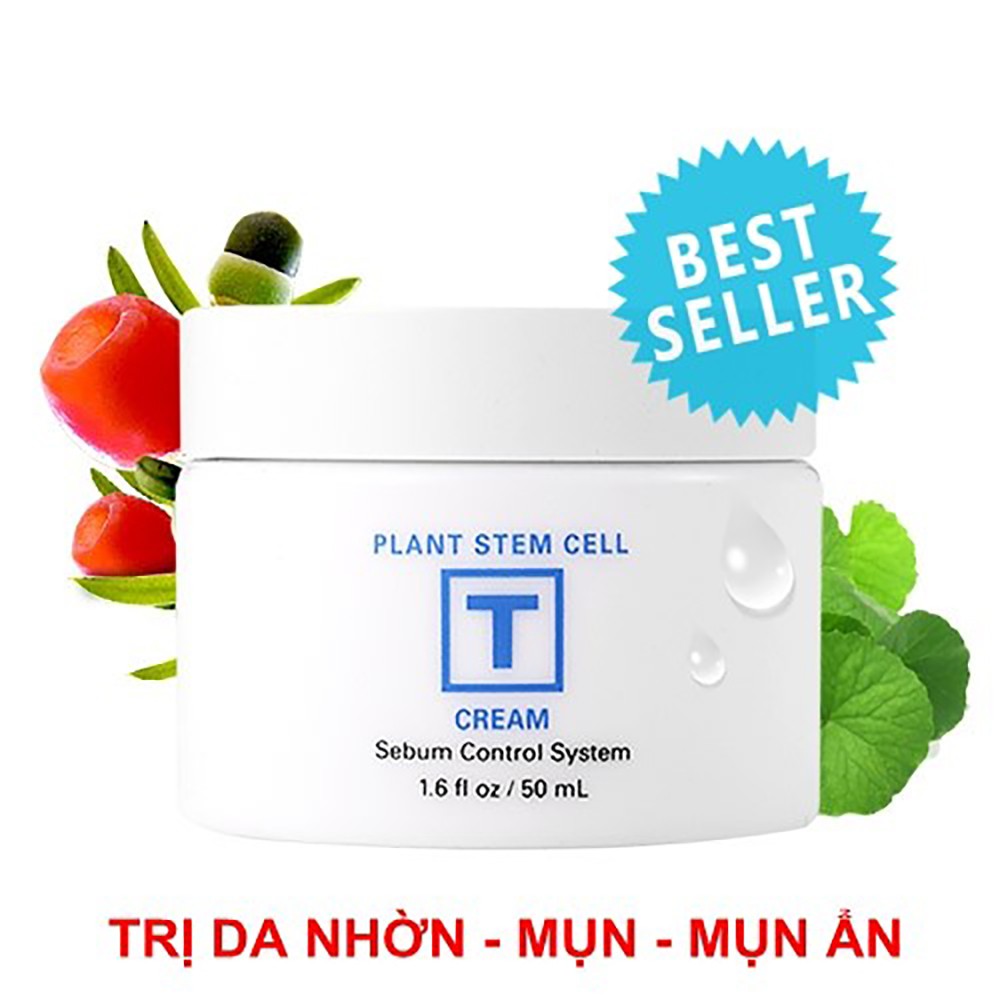 BEST
SELLER
PLANT STEM CELL
T
CREAM
Sebum Control System
1.6 fl oz / 50 mL
TRỊ DA NHỜN - MỤN - MỤN ẨN